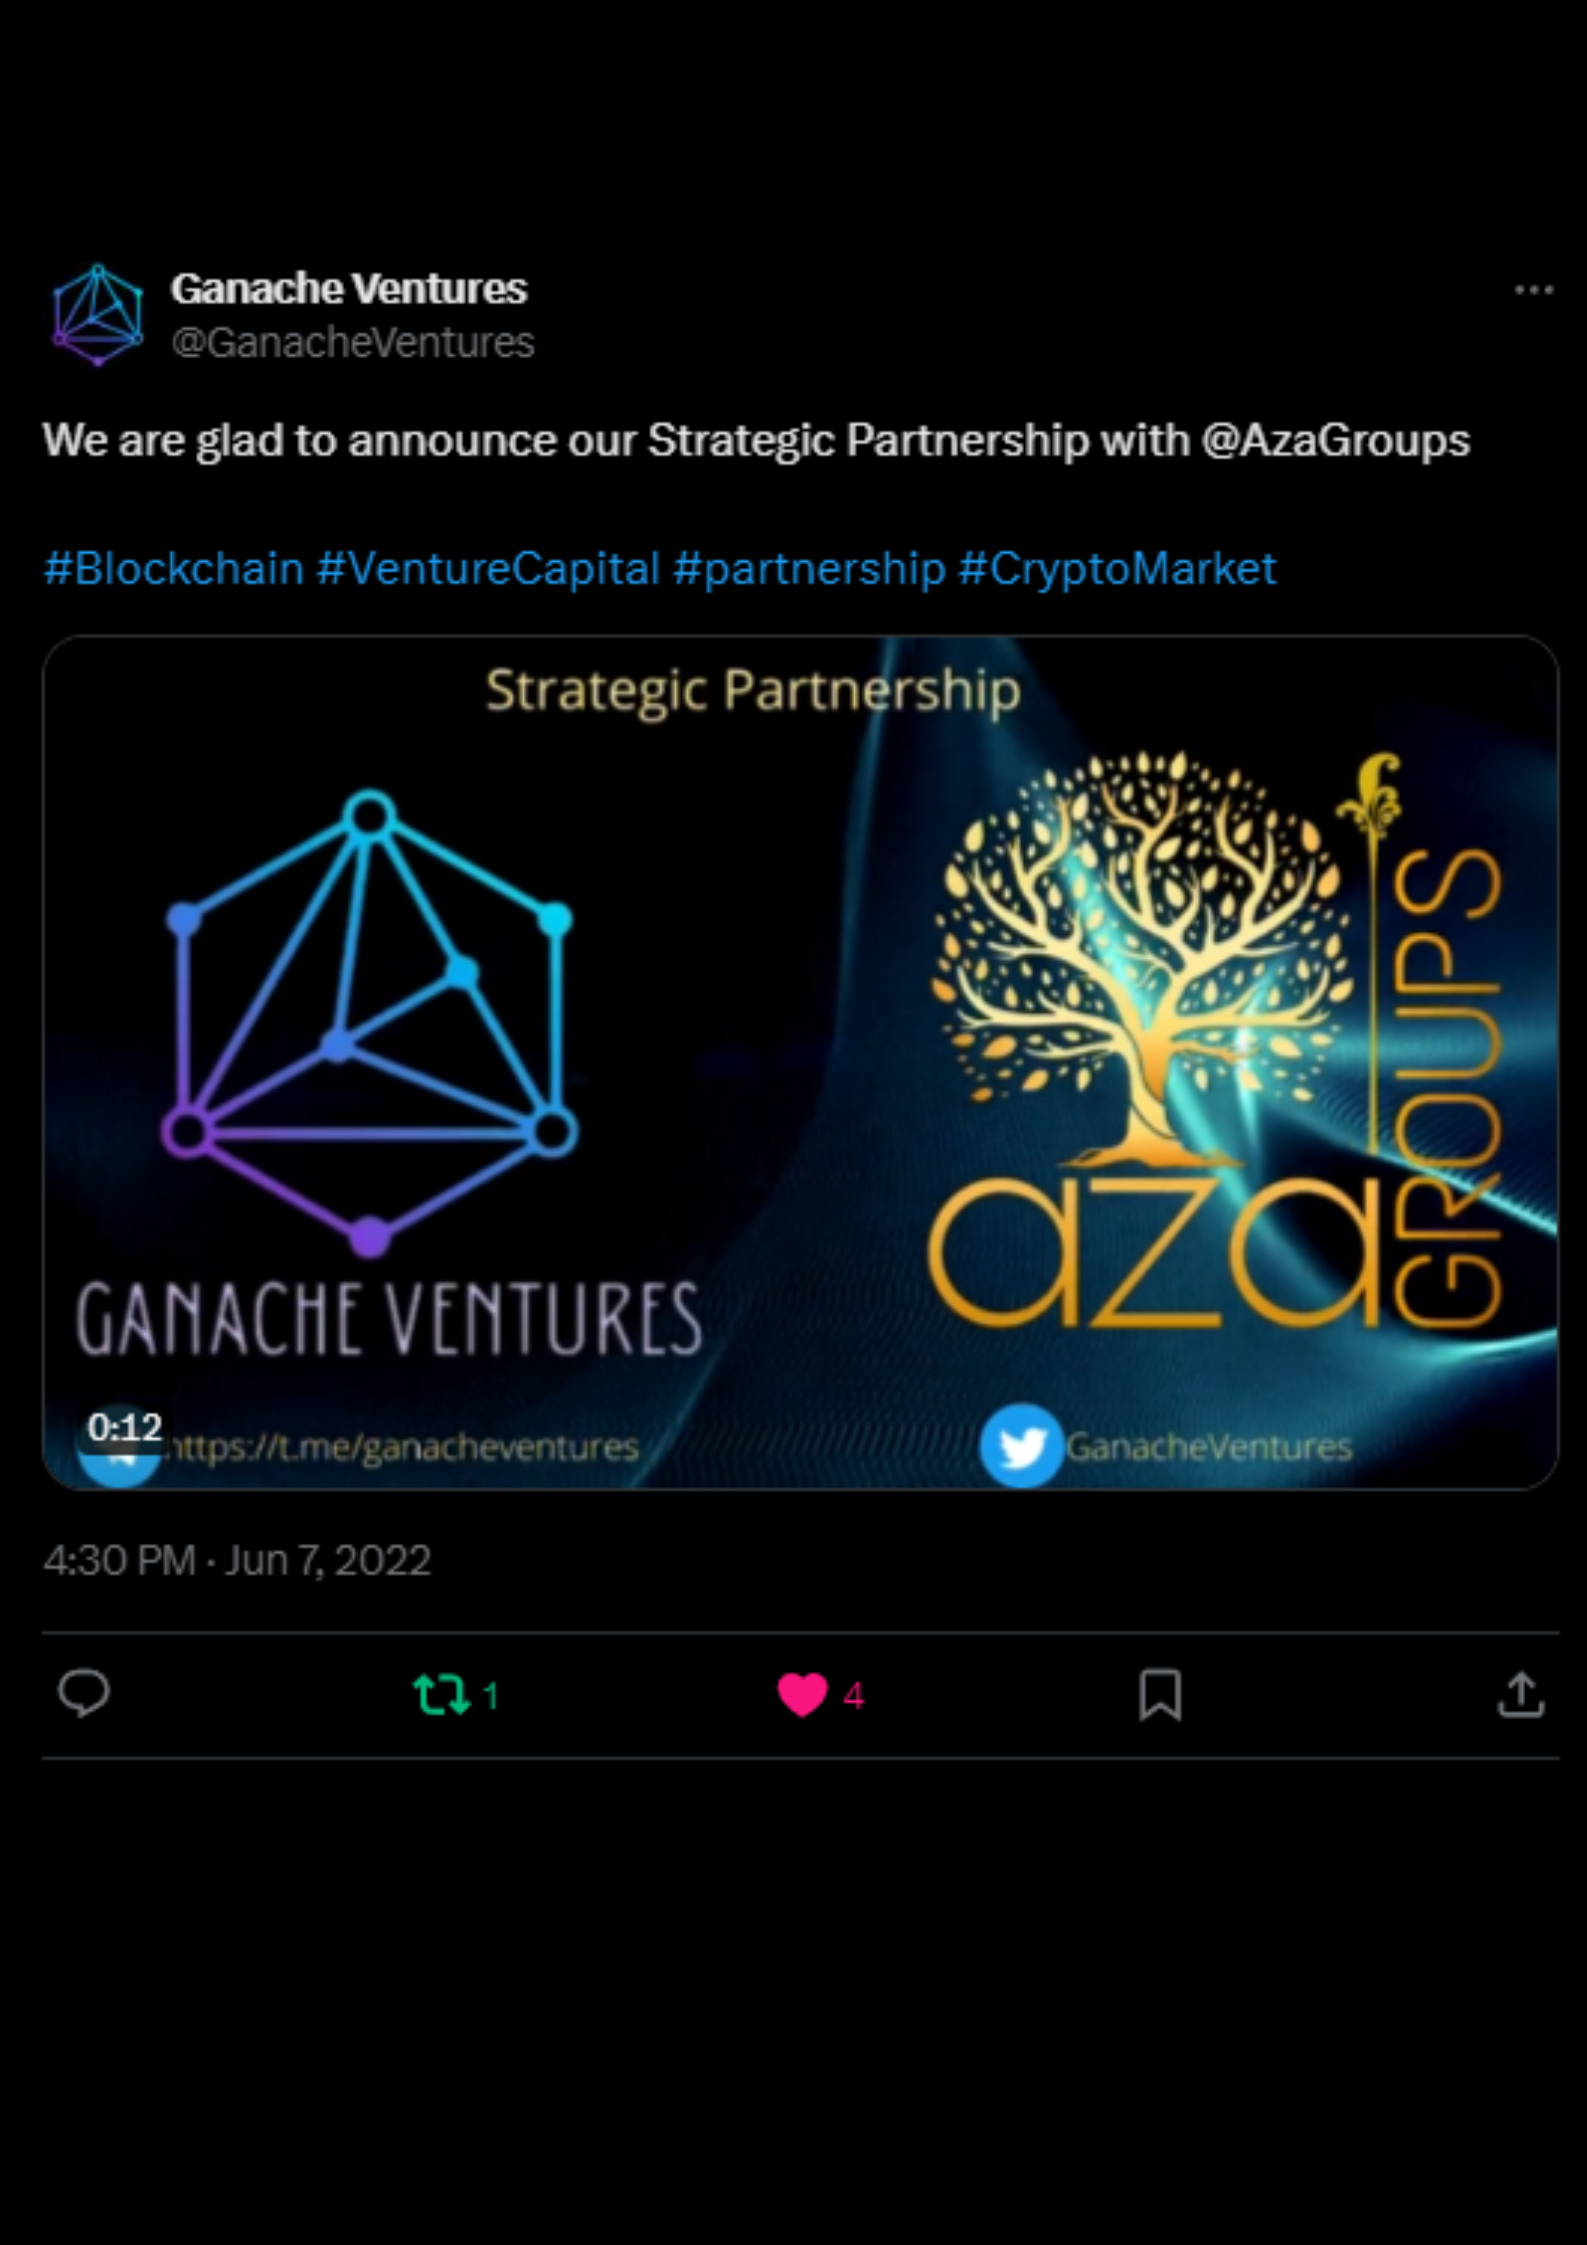 Ganache Ventures
@GanacheVentures
We are glad to announce our Strategic Partnership with @AzaGroups
#Blockchain #VentureCapital #partnership #CryptoMarket
Strategic Partnership
GANACHE VENTURES
aza
GROUPS
0:12
https://t.me/ganacheventures
GanacheVentures
4:30 PM · Jun 7, 2022
1
4